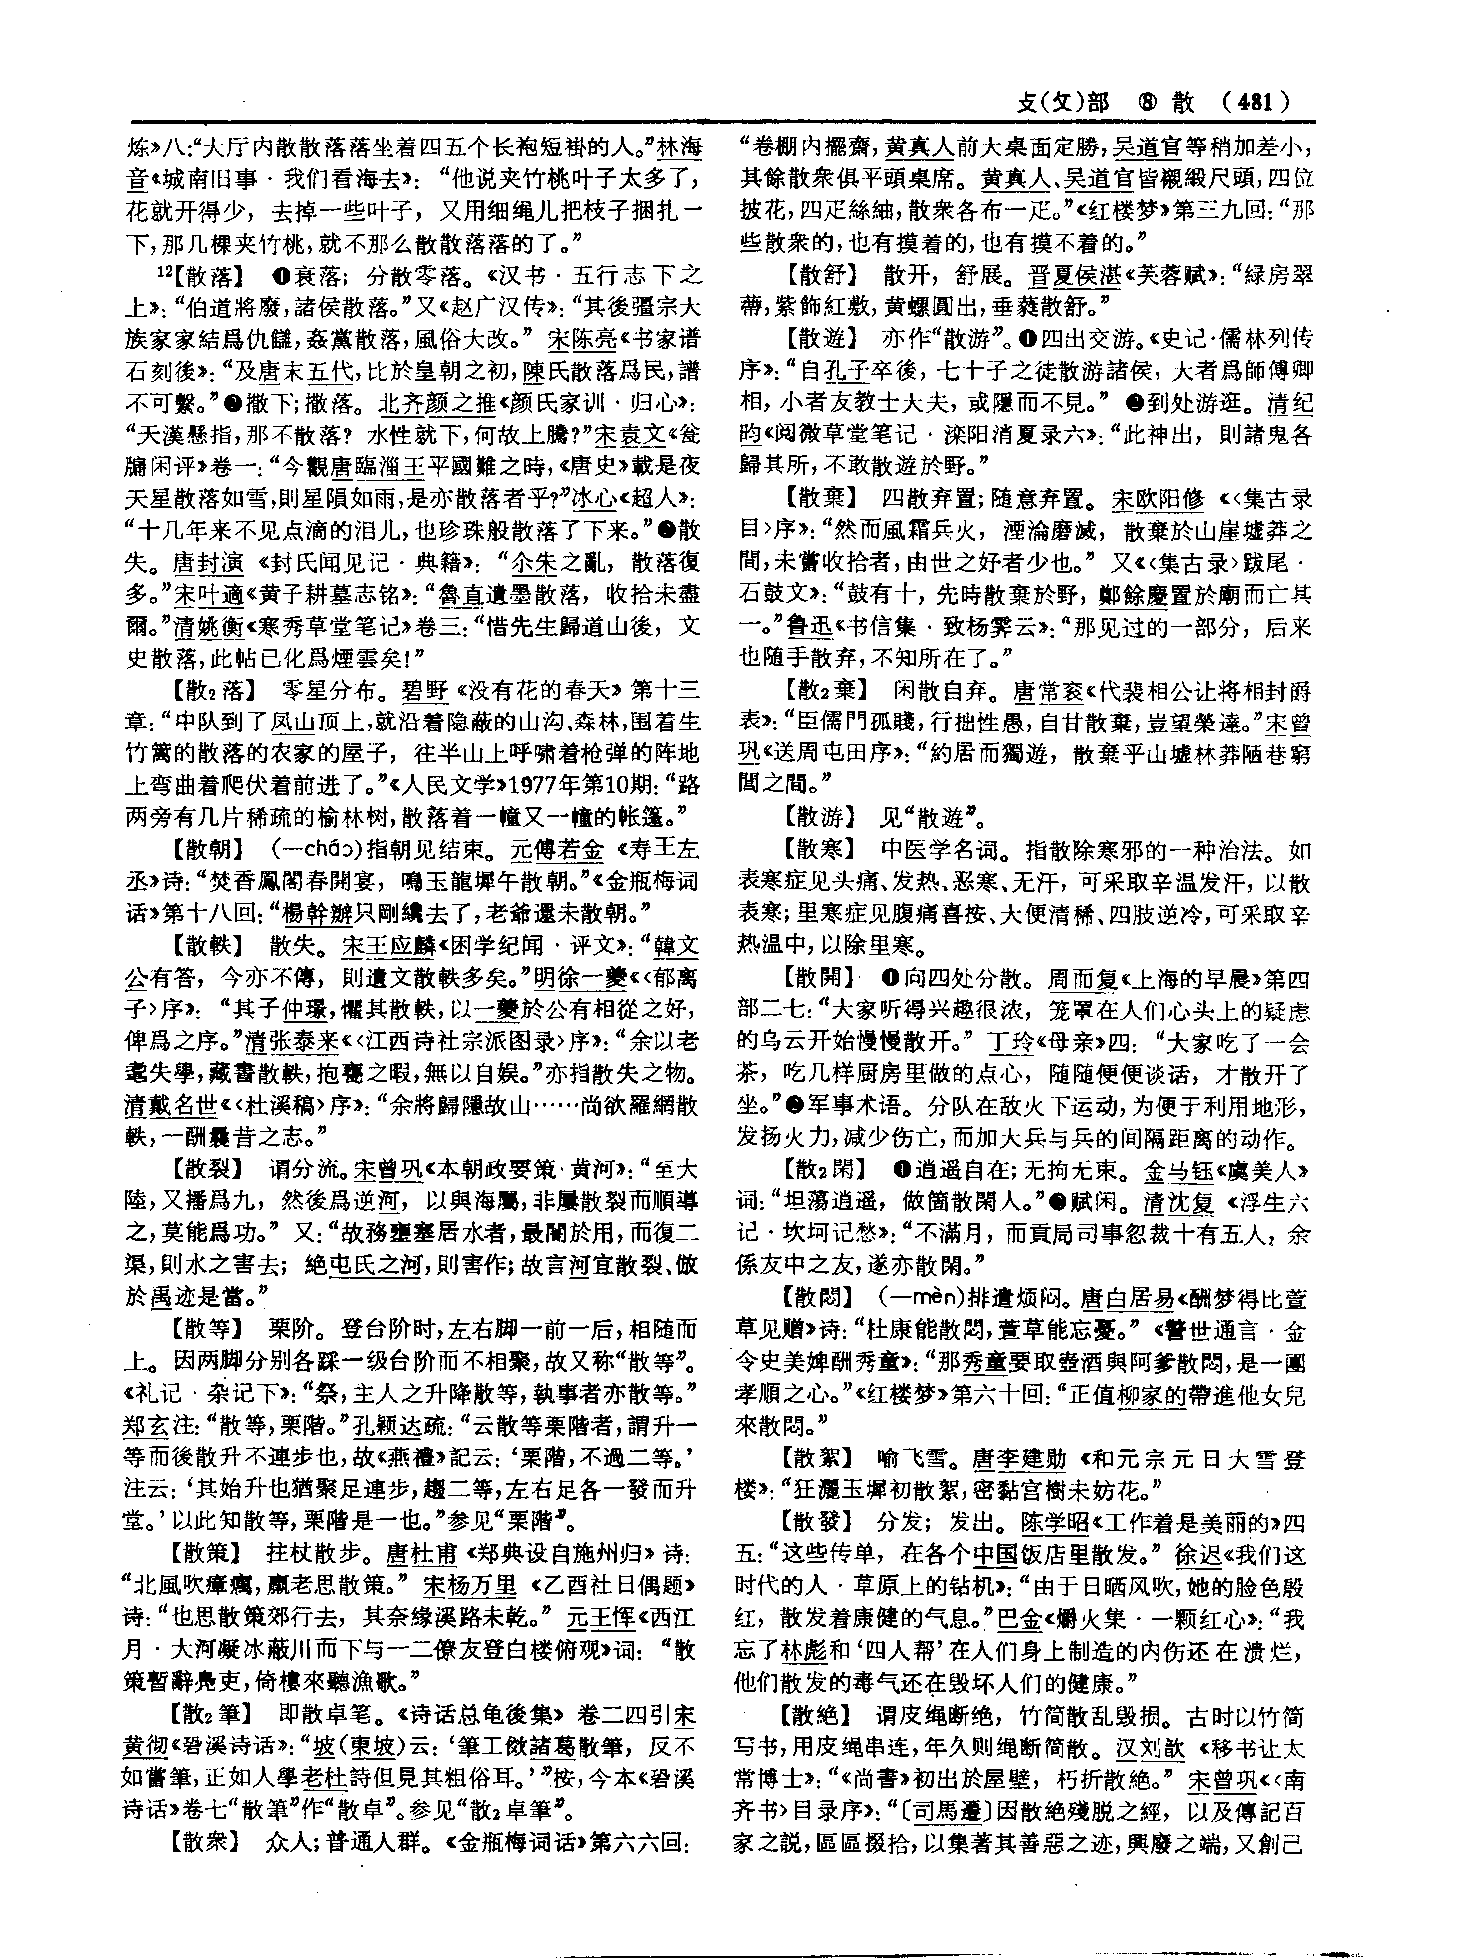 攴(攵)部 ⑧ 散 (481)
炼》八:“大厅内散散落落坐着四五个长袍短褂的人。”林海
音《城南旧事·我们看海去》:“他说夹竹桃叶子太多了,
花就开得少,去掉一些叶子,又用细绳儿把枝子捆扎一
下,那几棵夹竹桃,就不那么散散落落的了。”
12【散落】 ❶衰落;分散零落。《汉书·五行志下之
上》:“伯道将廢,諸侯散落。”又《赵广汉传》:“其後彊宗大
族家家結爲仇讎,姦黨散落,風俗大改。” 宋陈亮《书家谱
石刻後》:“及唐末五代,比於皇朝之初,陳氏散落爲民,譜
不可繫。”❷撒下;撒落。北齐颜之推《颜氏家训·归心》:
“天漢懸指,那不散落?水性就下,何故上騰?”宋袁文《瓮
牖闲评》卷一:“今觀唐臨淄王平國難之時,《唐史》載是夜
天星散落如雪,則星隕如雨,是亦散落者乎?”冰心《超人》:
“十几年来不见点滴的泪儿,也珍珠般散落了下来。”❸散
失。唐封演《封氏闻见记·典籍》:“尒朱之亂,散落復
多。”宋叶適《黄子耕墓志铭》:“魯直遺墨散落,收拾未盡
爾。”清姚衡《寒秀草堂笔记》卷三:“惜先生歸道山後,文
史散落,此帖已化爲煙雲矣!”
【散2落】 零星分布。碧野《没有花的春天》第十三
章:“中队到了凤山顶上,就沿着隐蔽的山沟、森林,围着生
竹篱的散落的农家的屋子,往半山上呼啸着枪弹的阵地
上弯曲着爬伏着前进了。”《人民文学》1977年第10期:“路
两旁有几片稀疏的榆林树,散落着一幢又一幢的帐篷。”
【散朝】 (—cháo)指朝见结束。元傅若金《寿王左
丞》诗:“焚香鳳閣春開宴,鳴玉龍墀午散朝。”《金瓶梅词
话》第十八回:“楊幹辦只剛纔去了,老爺還未散朝。”
【散軼】 散失。宋王应麟《困学纪闻·评文》:“韓文
公有答,今亦不傳,則遺文散軼多矣。”明徐一夔《〈郁离
子〉序》:“其子仲璟,懼其散軼,以一夔於公有相從之好,
俾爲之序。”清张泰来《〈江西诗社宗派图录〉序》:“余以老
耄失學,藏書散軼,抱甕之暇,無以自娱。”亦指散失之物。
清戴名世《〈杜溪稿〉序》:“余將歸隱故山……尚欲羅網散
軼,一酬曩昔之志。”
【散裂】 谓分流。宋曾巩《本朝政要策·黄河》:“至大
陸,又播爲九,然後爲逆河,以與海屬,非屢散裂而順導
之,莫能爲功。” 又:“故務壅塞居水者,最闇於用,而復二
渠,則水之害去;絶屯氏之河,則害作;故言河宜散裂、倣
於禹迹是當。”
【散等】 栗阶。登台阶时,左右脚一前一后,相随而
上。因两脚分别各踩一级台阶而不相聚,故又称“散等”。
《礼记·杂记下》:“祭,主人之升降散等,執事者亦散等。”
郑玄注:“散等,栗階。”孔颖达疏:“云散等栗階者,謂升一
等而後散升不連步也,故《燕禮》記云:‘栗階,不過二等。’
注云:‘其始升也猶聚足連步,越二等,左右足各一發而升
堂。’以此知散等,栗階是一也。”参见“栗階”。
【散策】 拄杖散步。唐杜甫《郑典设自施州归》诗:
“北風吹瘴癘,羸老思散策。” 宋杨万里《乙酉社日偶题》
诗:“也思散策郊行去,其奈缘溪路未乾。” 元王恽《西江
月·大河凝冰蔽川而下与一二僚友登白楼俯观》词:“散
策暫辭鳧吏,倚樓來聽漁歌。”
【散2筆】 即散卓笔。《诗话总龟後集》卷二四引宋
黄彻《䂬溪诗话》:“坡(東坡)云:‘筆工傚諸葛散筆,反不
如嘗筆,正如人學老杜詩但見其粗俗耳。’”按,今本《䂬溪
诗话》卷七“散筆”作“散卓”。参见“散2卓筆”。
【散衆】 众人;普通人群。《金瓶梅词话》第六六回:
“卷棚内擺齋,黄真人前大桌面定勝,吴道官等稍加差小,
其餘散衆俱平頭桌席。黄真人、吴道官皆襯緞尺頭,四位
披花,四疋絲紬,散衆各布一疋。”《红楼梦》第三九回:“那
些散衆的,也有摸着的,也有摸不着的。”
【散舒】 散开,舒展。晋夏侯湛《芙蓉赋》:“緑房翠
蔕,紫飾紅敷,黄螺圓出,垂蕤散舒。”
【散遊】 亦作“散游”。❶四出交游。《史记·儒林列传
序》:“自孔子卒後,七十子之徒散游諸侯,大者爲師傅卿
相,小者友教士大夫,或隱而不見。” ❷到处游逛。清纪
昀《阅微草堂笔记·滦阳消夏录六》:“此神出,則諸鬼各
歸其所,不敢散遊於野。”
【散棄】 四散弃置;随意弃置。宋欧阳修《〈集古录
目〉序》:“然而風霜兵火,湮淪磨滅,散棄於山崖墟莽之
間,未嘗收拾者,由世之好者少也。” 又《〈集古录〉跋尾·
石鼓文》:“鼓有十,先時散棄於野,鄭餘慶置於廟而亡其
一。”鲁迅《书信集·致杨霁云》:“那见过的一部分,后来
也随手散弃,不知所在了。”
【散2棄】 闲散自弃。唐常衮《代裴相公让将相封爵
表》:“臣儒門孤賤,行拙性愚,自甘散棄,豈望榮達。”宋曾
巩《送周屯田序》:“約居而獨遊,散棄乎山墟林莽陋巷窮
閭之間。”
【散游】 见“散遊”。
【散寒】 中医学名词。指散除寒邪的一种治法。如
表寒症见头痛、发热、恶寒、无汗,可采取辛温发汗,以散
表寒;里寒症见腹痛喜按、大便清稀、四肢逆冷,可采取辛
热温中,以除里寒。
【散開】 ❶向四处分散。周而复《上海的早晨》第四
部二七:“大家听得兴趣很浓,笼罩在人们心头上的疑虑
的乌云开始慢慢散开。” 丁玲《母亲》四:“大家吃了一会
茶,吃几样厨房里做的点心,随随便便谈话,才散开了
坐。”❷军事术语。分队在敌火下运动,为便于利用地形,
发扬火力,减少伤亡,而加大兵与兵的间隔距离的动作。
【散2閑】 ❶逍遥自在;无拘无束。金马钰《虞美人》
词:“坦蕩逍遥,做箇散閑人。”❷赋闲。清沈复《浮生六
记·坎坷记愁》:“不滿月,而貢局司事忽裁十有五人,余
係友中之友,遂亦散閑。”
【散悶】 (—mèn)排遣烦闷。唐白居易《酬梦得比萱
草见赠》诗:“杜康能散悶,萱草能忘憂。”《警世通言·金
令史美婢酬秀童》:“那秀童要取壺酒與阿爹散悶,是一團
孝順之心。”《红楼梦》第六十回:“正值柳家的帶進他女兒
來散悶。”
【散絮】 喻飞雪。唐李建勋《和元宗元日大雪登
楼》:“狂灑玉墀初散絮,密黏宫樹未妨花。”
【散發】 分发;发出。陈学昭《工作着是美丽的》四
五:“这些传单,在各个中国饭店里散发。” 徐迟《我们这
时代的人·草原上的钻机》:“由于日晒风吹,她的脸色殷
红,散发着康健的气息。”巴金《爝火集·一颗红心》:“我
忘了林彪和‘四人帮’在人们身上制造的内伤还在溃烂,
他们散发的毒气还在毁坏人们的健康。”
【散絶】 谓皮绳断绝,竹简散乱毁损。古时以竹简
写书,用皮绳串连,年久则绳断简散。汉刘歆《移书让太
常博士》:“《尚書》初出於屋壁,朽折散絶。” 宋曾巩《〈南
齐书〉目录序》:“〔司馬遷〕因散絶殘脱之經,以及傳記百
家之説,區區掇拾,以集著其善惡之迹,興廢之端,又創己